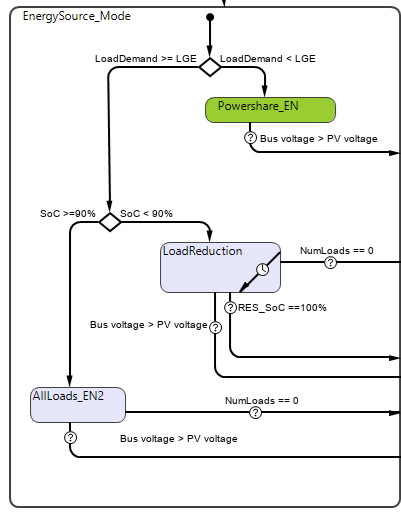 EnergySource_Mode
LoadDemand >= LGE
LoadDemand < LGE
Powershare_EN
? Bus voltage > PV voltage
SoC >=90%
SoC < 90%
LoadReduction
NumLoads == 0
?
? RES_SoC ==100%
Bus voltage > PV voltage ?
AllLoads_EN2
NumLoads == 0
?
? Bus voltage > PV voltage